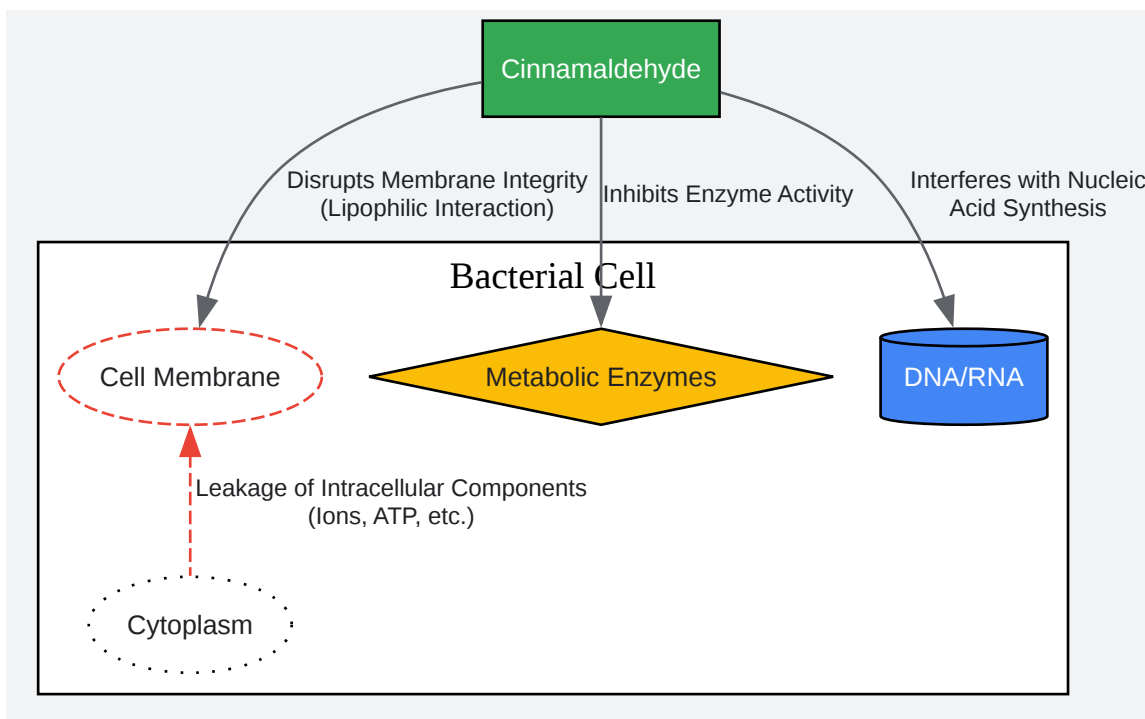 Cinnamaldehyde
Disrupts Membrane Integrity
(Lipophilic Interaction)
Inhibits Enzyme Activity
Interferes with Nucleic
Acid Synthesis
Bacterial Cell
Cell Membrane
Metabolic Enzymes
DNA/RNA
Leakage of Intracellular Components
(Ions, ATP, etc.)
Cytoplasm